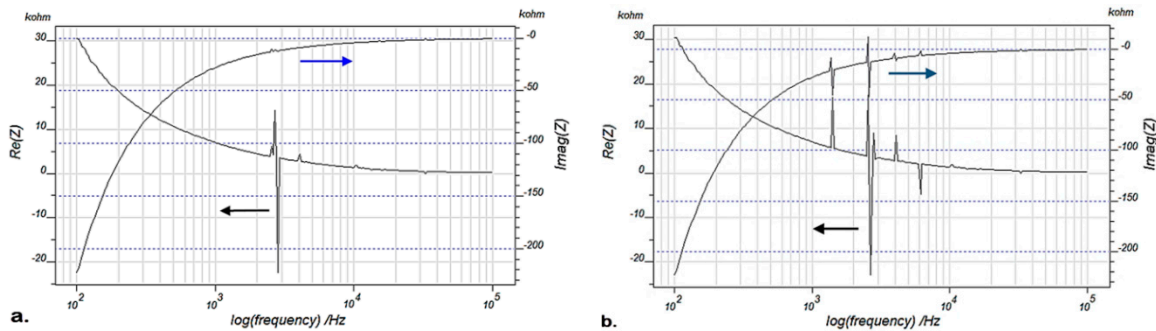 kohm
kohm
30
20
10
0
-10
-20
Re(Z)
-0
-50
-100
-150
-200
Imag(Z)
10² 10³ 10⁴ 10⁵
log(frequency) /Hz
a.
kohm
kohm
30
20
10
0
-10
-20
Re(Z)
-0
-50
-100
-150
-200
Imag(Z)
10² 10³ 10⁴ 10⁵
log(frequency) /Hz
b.